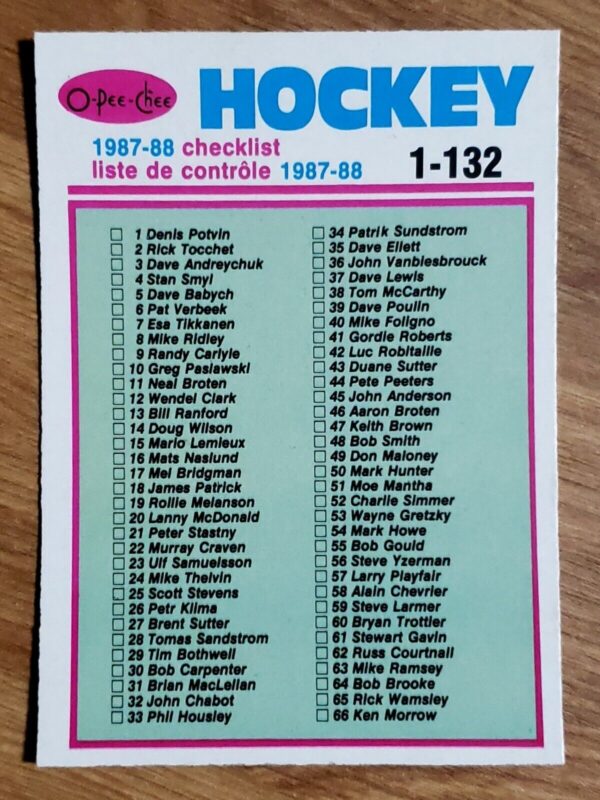 O-Pee-Chee
HOCKEY
1987-88 checklist
liste de contrôle 1987-88
1-132
1 Denis Potvin
2 Rick Tocchet
3 Dave Andreychuk
4 Stan Smyl
5 Dave Babych
6 Pat Verbeek
7 Esa Tikkanen
8 Mike Ridley
9 Randy Carlyle
10 Greg Paslawski
11 Neal Broten
12 Wendel Clark
13 Bill Ranford
14 Doug Wilson
15 Mario Lemieux
16 Mats Naslund
17 Mel Bridgman
18 James Patrick
19 Rollie Melanson
20 Lanny McDonald
21 Peter Stastny
22 Murray Craven
23 Ulf Samuelsson
24 Mike Thelvin
25 Scott Stevens
26 Petr Klima
27 Brent Sutter
28 Tomas Sandstrom
29 Tim Bothwell
30 Bob Carpenter
31 Brian MacLellan
32 John Chabot
33 Phil Housley
34 Patrik Sundstrom
35 Dave Ellett
36 John Vanbiesbrouck
37 Dave Lewis
38 Tom McCarthy
39 Dave Poulin
40 Mike Foligno
41 Gordie Roberts
42 Luc Robitaille
43 Duane Sutter
44 Pete Peeters
45 John Anderson
46 Aaron Broten
47 Keith Brown
48 Bob Smith
49 Don Maloney
50 Mark Hunter
51 Moe Mantha
52 Charlie Simmer
53 Wayne Gretzky
54 Mark Howe
55 Bob Gould
56 Steve Yzerman
57 Larry Playfair
58 Alain Chevrier
59 Steve Larmer
60 Bryan Trottier
61 Stewart Gavin
62 Russ Courtnall
63 Mike Ramsey
64 Bob Brooke
65 Rick Wamsley
66 Ken Morrow